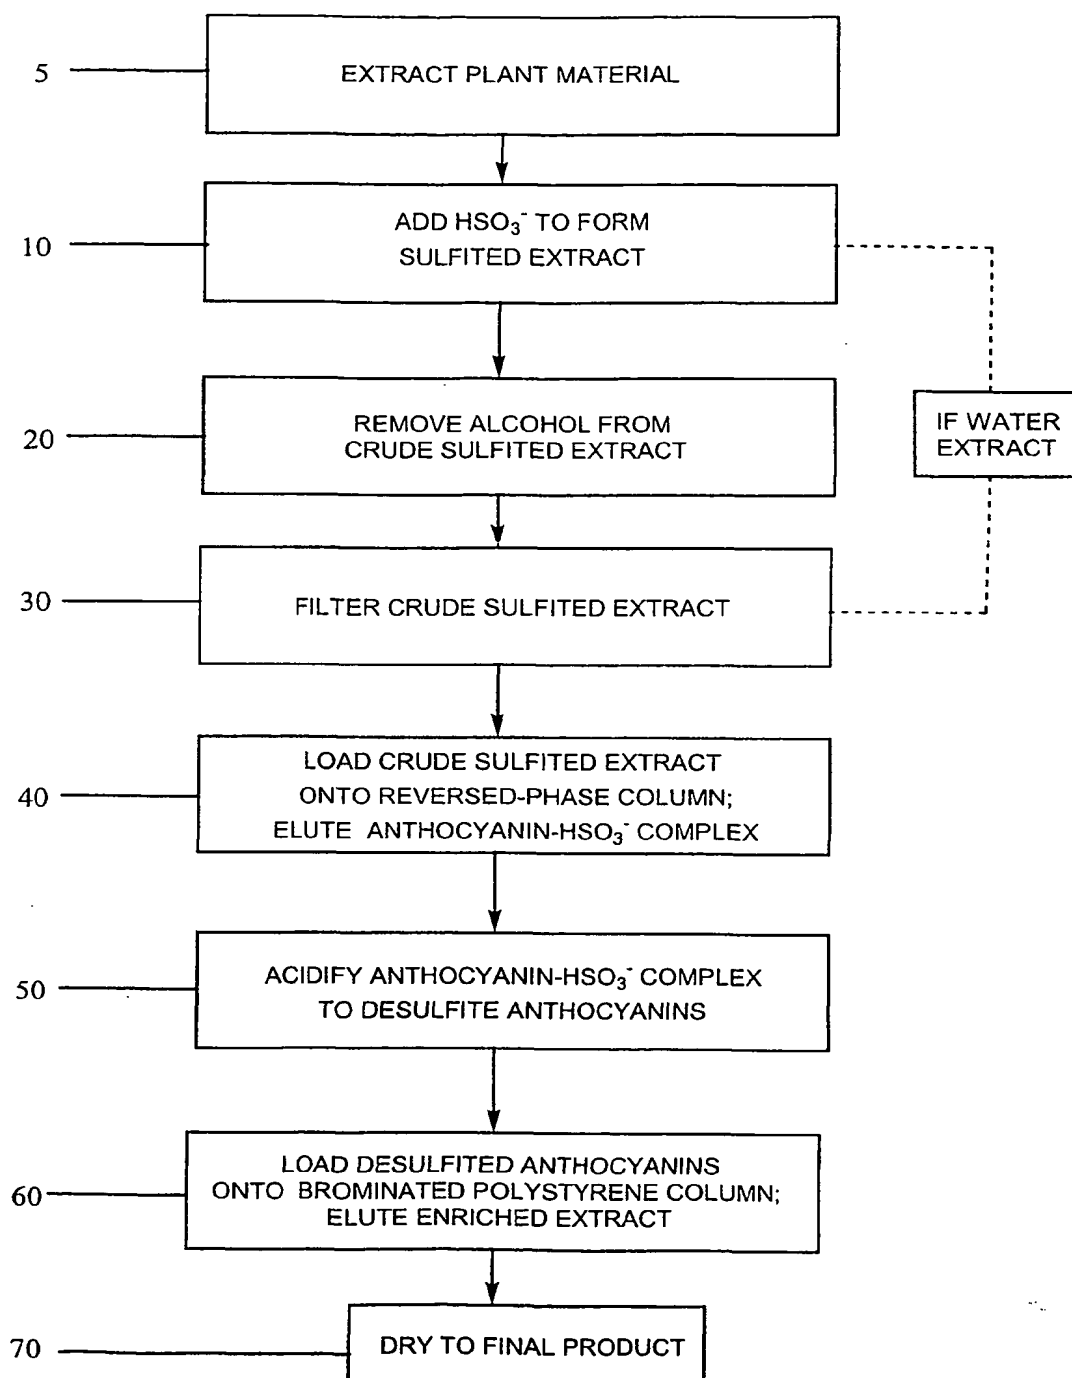 5
EXTRACT PLANT MATERIAL
10
ADD HSO₃⁻ TO FORM
SULFITED EXTRACT
20
REMOVE ALCOHOL FROM
CRUDE SULFITED EXTRACT
IF WATER
EXTRACT
30
FILTER CRUDE SULFITED EXTRACT
40
LOAD CRUDE SULFITED EXTRACT
ONTO REVERSED-PHASE COLUMN;
ELUTE ANTHOCYANIN-HSO₃⁻ COMPLEX
50
ACIDIFY ANTHOCYANIN-HSO₃⁻ COMPLEX
TO DESULFITE ANTHOCYANINS
60
LOAD DESULFITED ANTHOCYANINS
ONTO BROMINATED POLYSTYRENE COLUMN;
ELUTE ENRICHED EXTRACT
70
DRY TO FINAL PRODUCT